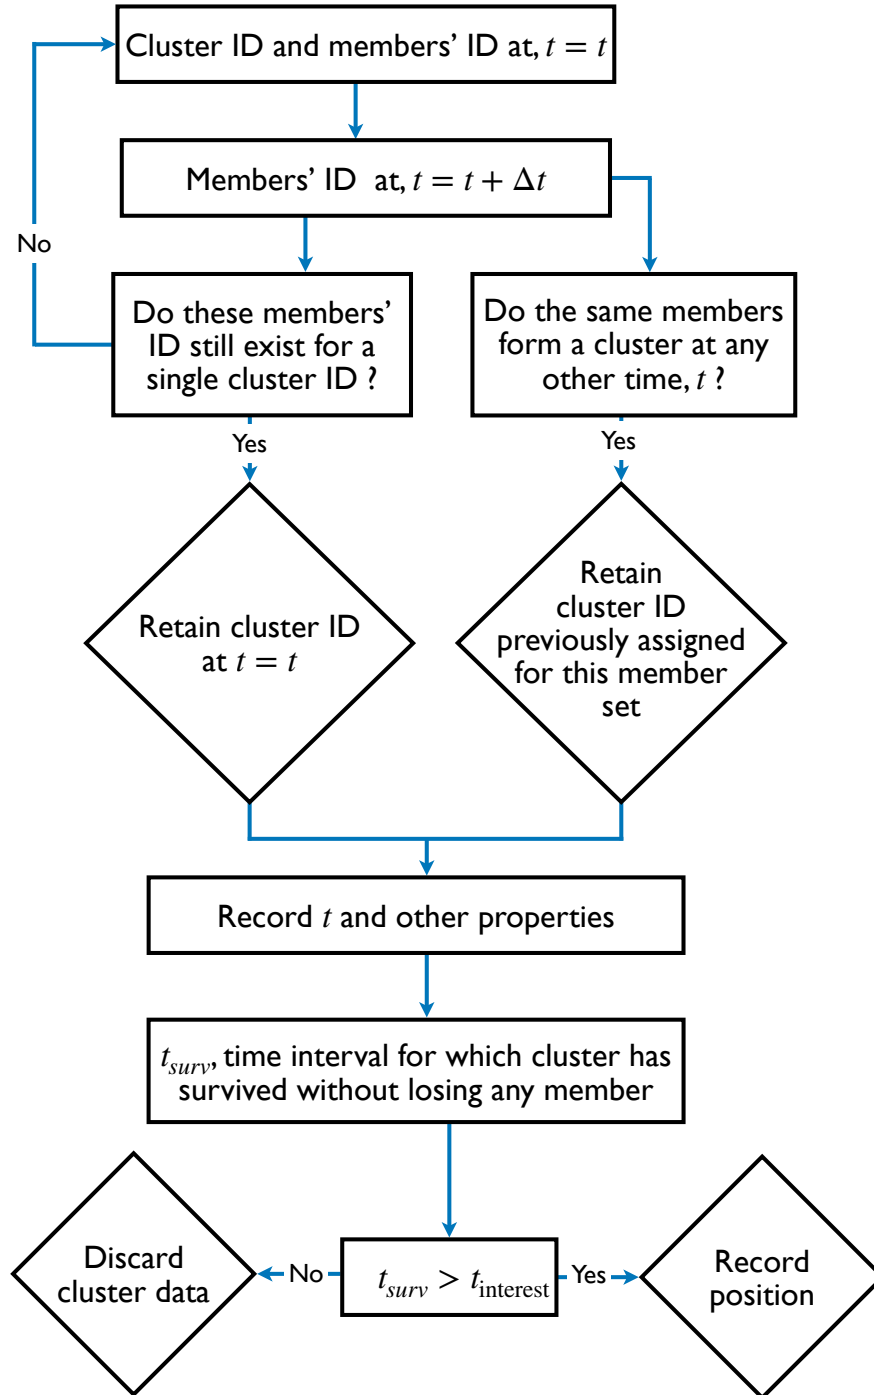 Cluster ID and members’ ID at, t = t
Members’ ID at, t = t + Δt
No
Do these members’
ID still exist for a
single cluster ID ?
Do the same members
form a cluster at any
other time, t ?
Yes
Yes
Retain cluster ID
at t = t
Retain
cluster ID
previously assigned
for this member
set
Record t and other properties
t_surv, time interval for which cluster has
survived without losing any member
Discard
cluster data
No
t_surv > t_interest
Yes
Record
position